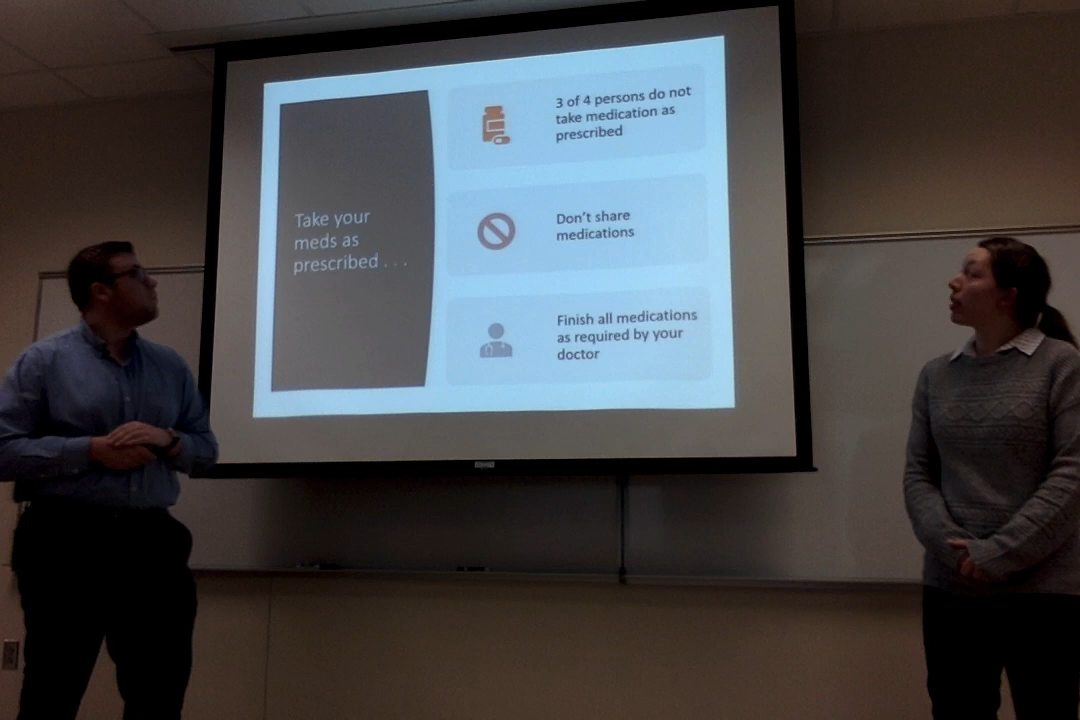 Take your
meds as
prescribed . . .
3 of 4 persons do not
take medication as
prescribed
Don't share
medications
Finish all medications
as required by your
doctor